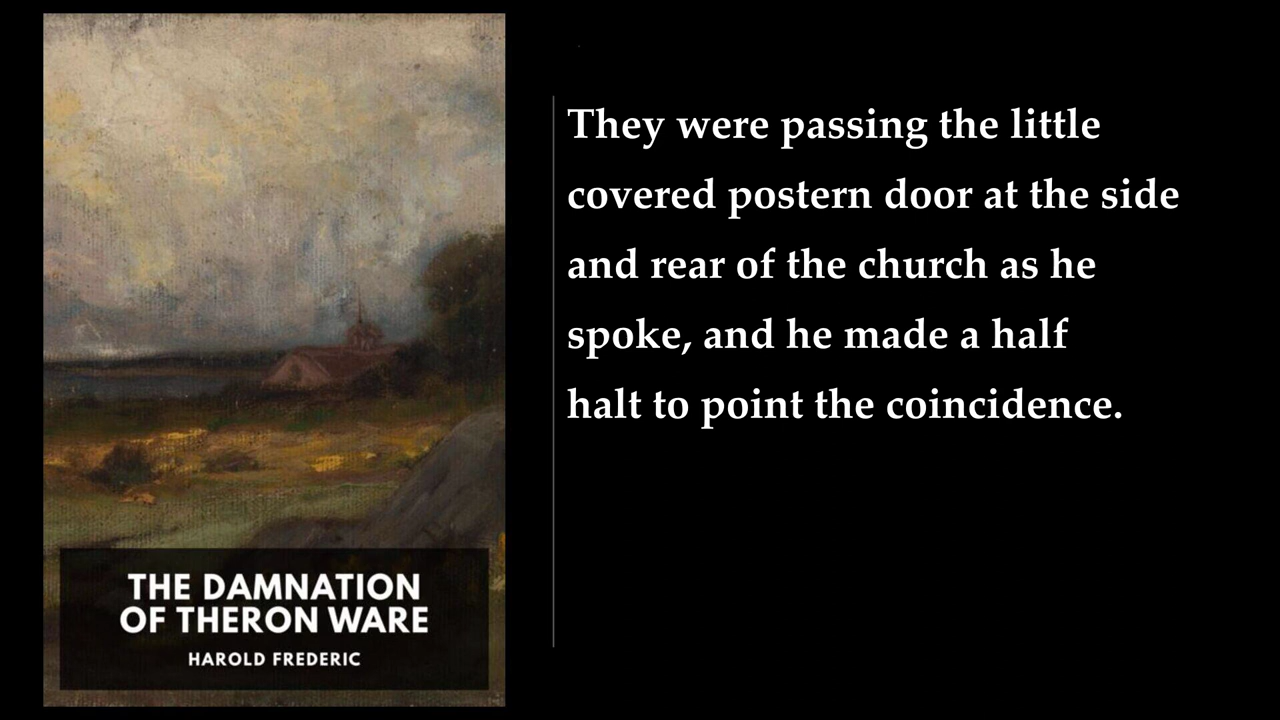 They were passing the little
covered postern door at the side
and rear of the church as he
spoke, and he made a half
halt to point the coincidence.
THE DAMNATION
OF THERON WARE
HAROLD FREDERIC